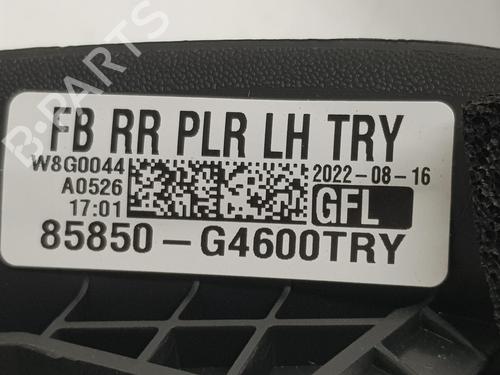 B-PARTS
FB RR PLR LH TRY
W8G0044
A0526
17:01
2022-08-16
GFL
85850-G4600TRY